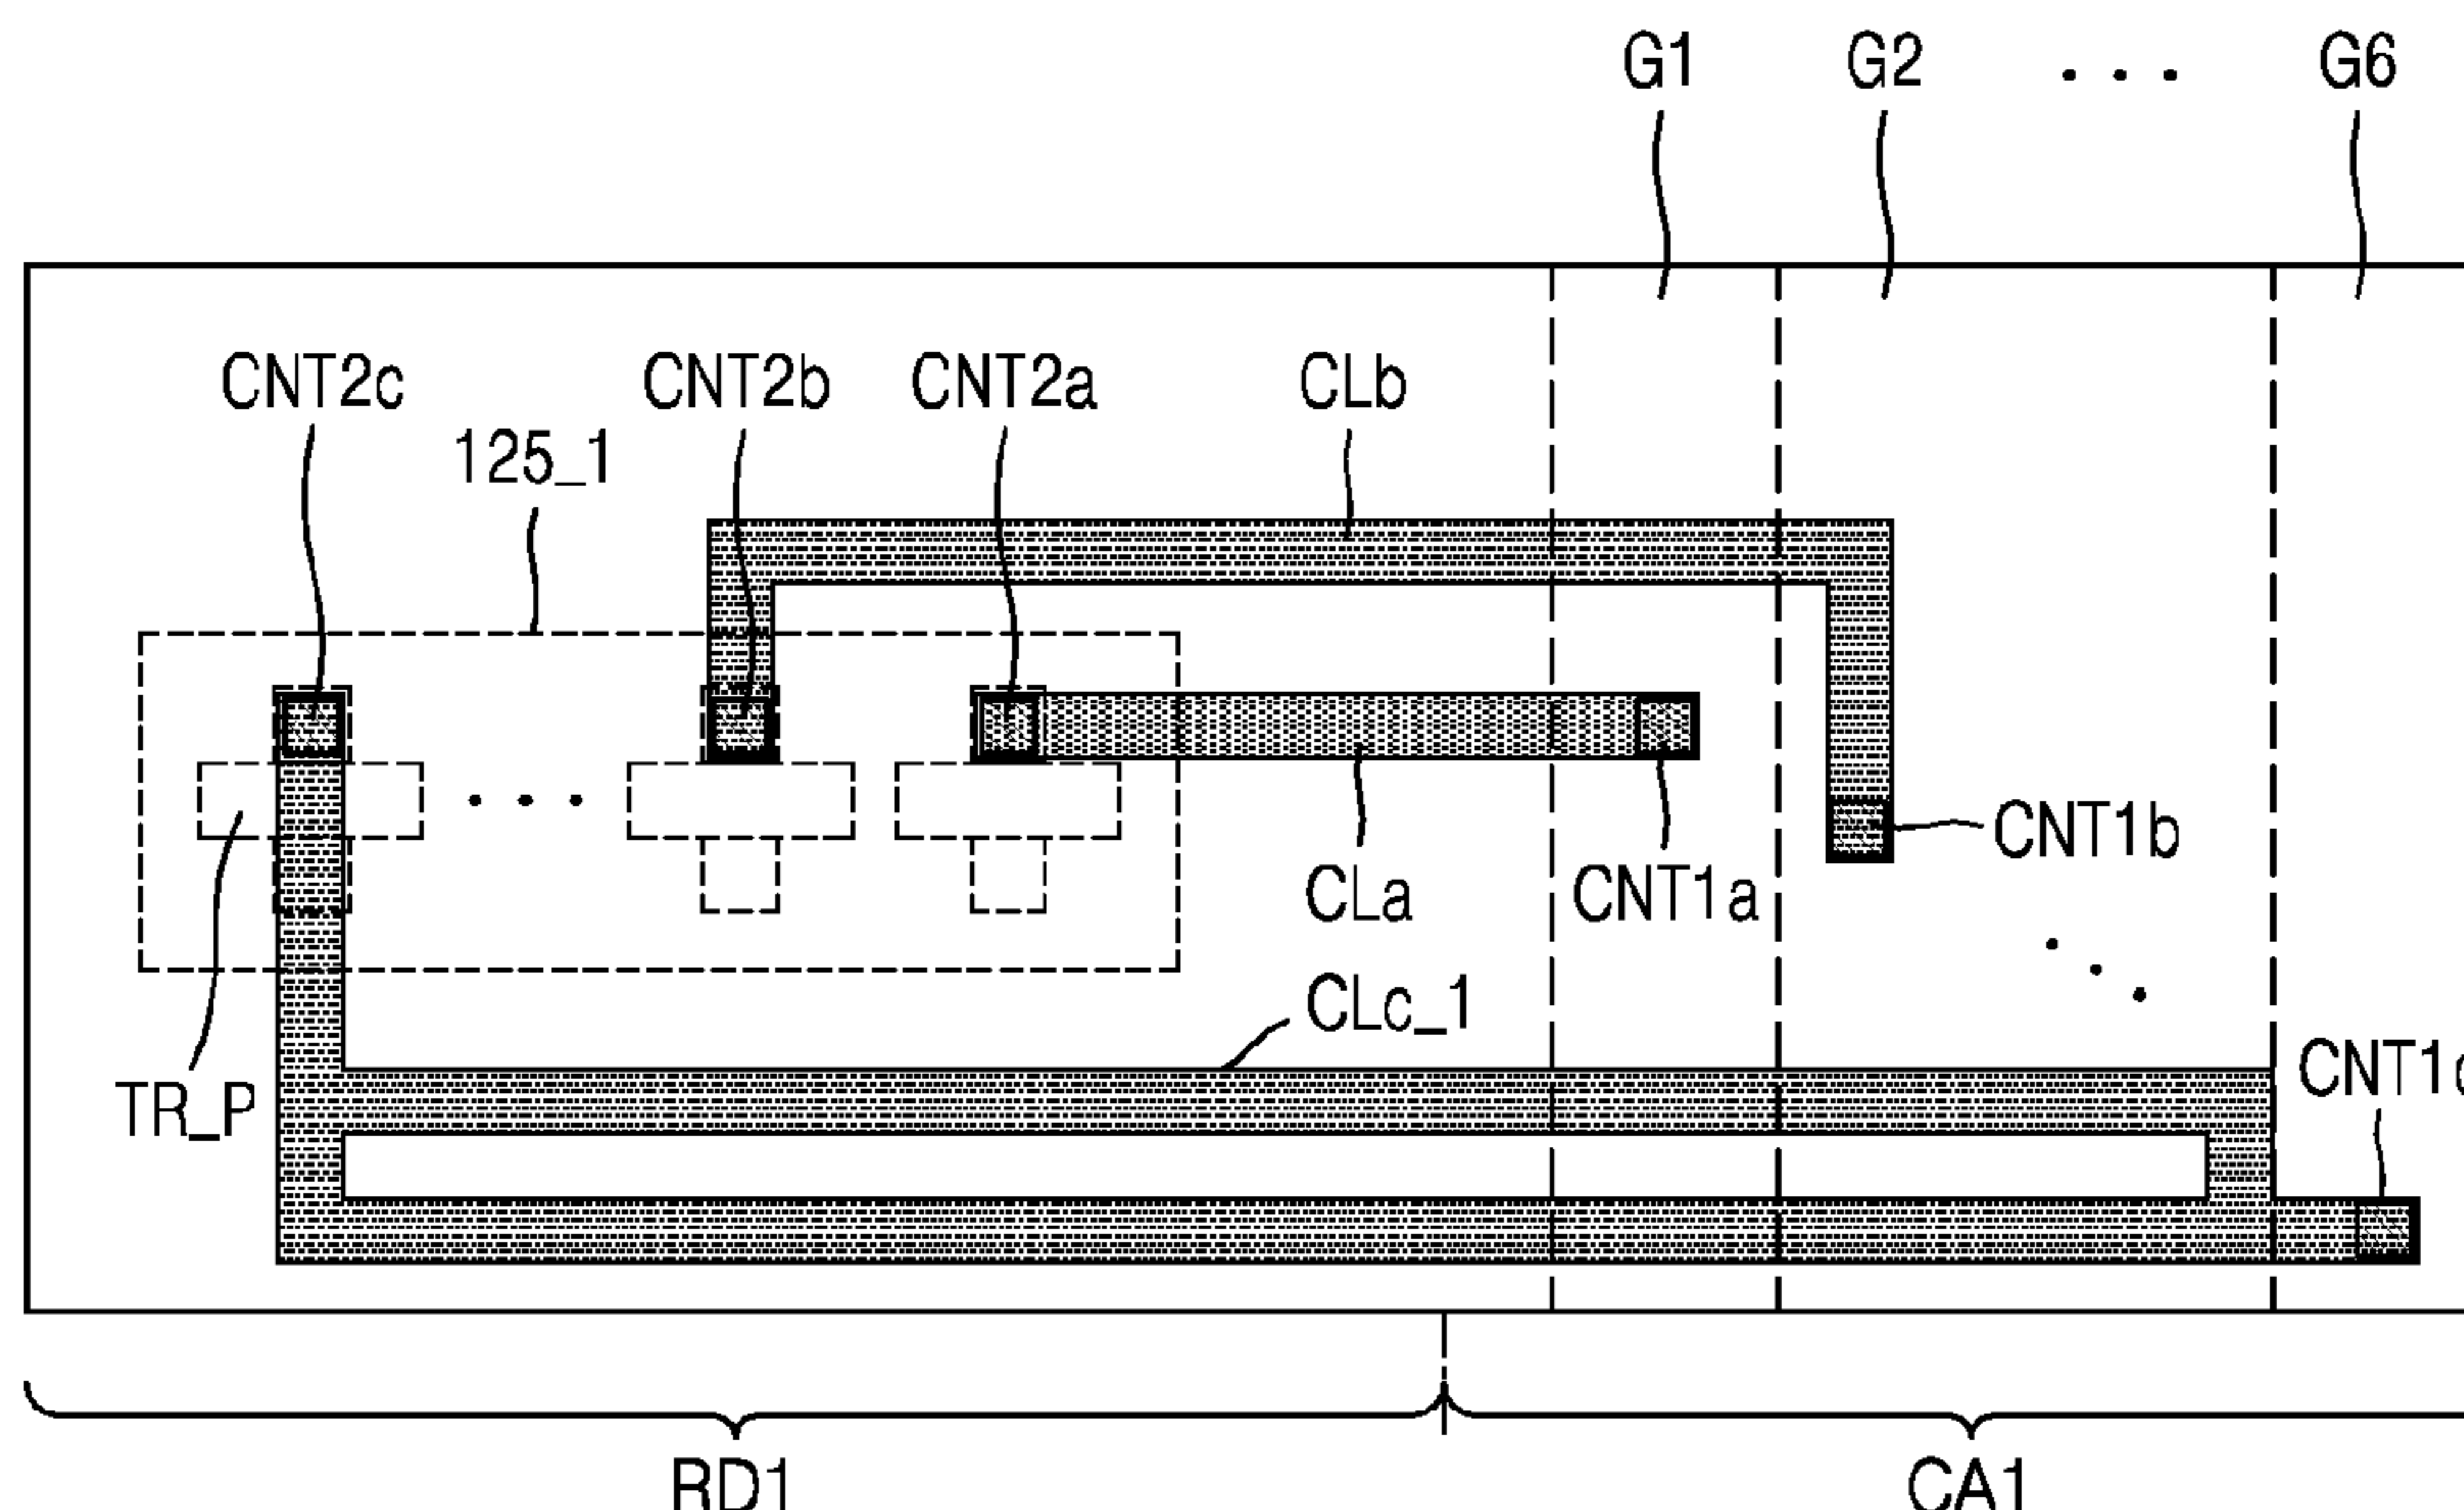 G1 G2 . . . G6
CNT2c CNT2b CNT2a CLb
125_1
. . .
CNT1b
CLa CNT1a
CLc_1
CNT1c
TR_P
RD1 CA1